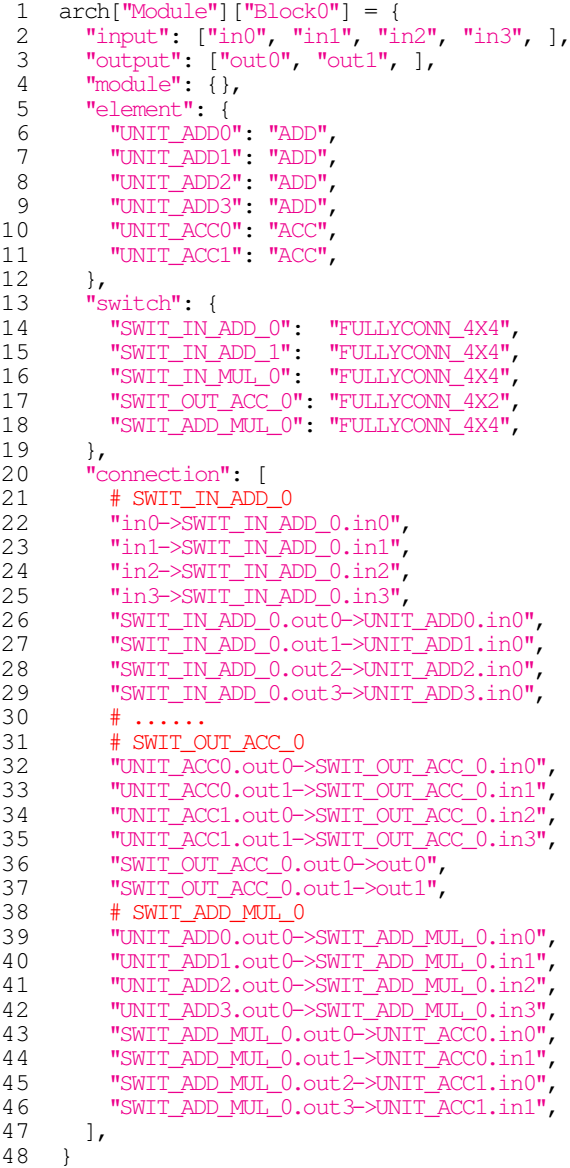 1 arch["Module"]["Block0"] = {
2 "input": ["in0", "in1", "in2", "in3", ],
3 "output": ["out0", "out1", ],
4 "module": {},
5 "element": {
6 "UNIT_ADD0": "ADD",
7 "UNIT_ADD1": "ADD",
8 "UNIT_ADD2": "ADD",
9 "UNIT_ADD3": "ADD",
10 "UNIT_ACC0": "ACC",
11 "UNIT_ACC1": "ACC",
12 },
13 "switch": {
14 "SWIT_IN_ADD_0": "FULLYCONN_4X4",
15 "SWIT_IN_ADD_1": "FULLYCONN_4X4",
16 "SWIT_IN_MUL_0": "FULLYCONN_4X4",
17 "SWIT_OUT_ACC_0": "FULLYCONN_4X2",
18 "SWIT_ADD_MUL_0": "FULLYCONN_4X4",
19 },
20 "connection": [
21 # SWIT_IN_ADD_0
22 "in0->SWIT_IN_ADD_0.in0",
23 "in1->SWIT_IN_ADD_0.in1",
24 "in2->SWIT_IN_ADD_0.in2",
25 "in3->SWIT_IN_ADD_0.in3",
26 "SWIT_IN_ADD_0.out0->UNIT_ADD0.in0",
27 "SWIT_IN_ADD_0.out1->UNIT_ADD1.in0",
28 "SWIT_IN_ADD_0.out2->UNIT_ADD2.in0",
29 "SWIT_IN_ADD_0.out3->UNIT_ADD3.in0",
30 # ......
31 # SWIT_OUT_ACC_0
32 "UNIT_ACC0.out0->SWIT_OUT_ACC_0.in0",
33 "UNIT_ACC0.out1->SWIT_OUT_ACC_0.in1",
34 "UNIT_ACC1.out0->SWIT_OUT_ACC_0.in2",
35 "UNIT_ACC1.out1->SWIT_OUT_ACC_0.in3",
36 "SWIT_OUT_ACC_0.out0->out0",
37 "SWIT_OUT_ACC_0.out1->out1",
38 # SWIT_ADD_MUL_0
39 "UNIT_ADD0.out0->SWIT_ADD_MUL_0.in0",
40 "UNIT_ADD1.out0->SWIT_ADD_MUL_0.in1",
41 "UNIT_ADD2.out0->SWIT_ADD_MUL_0.in2",
42 "UNIT_ADD3.out0->SWIT_ADD_MUL_0.in3",
43 "SWIT_ADD_MUL_0.out0->UNIT_ACC0.in0",
44 "SWIT_ADD_MUL_0.out1->UNIT_ACC0.in1",
45 "SWIT_ADD_MUL_0.out2->UNIT_ACC1.in0",
46 "SWIT_ADD_MUL_0.out3->UNIT_ACC1.in1",
47 ],
48 }